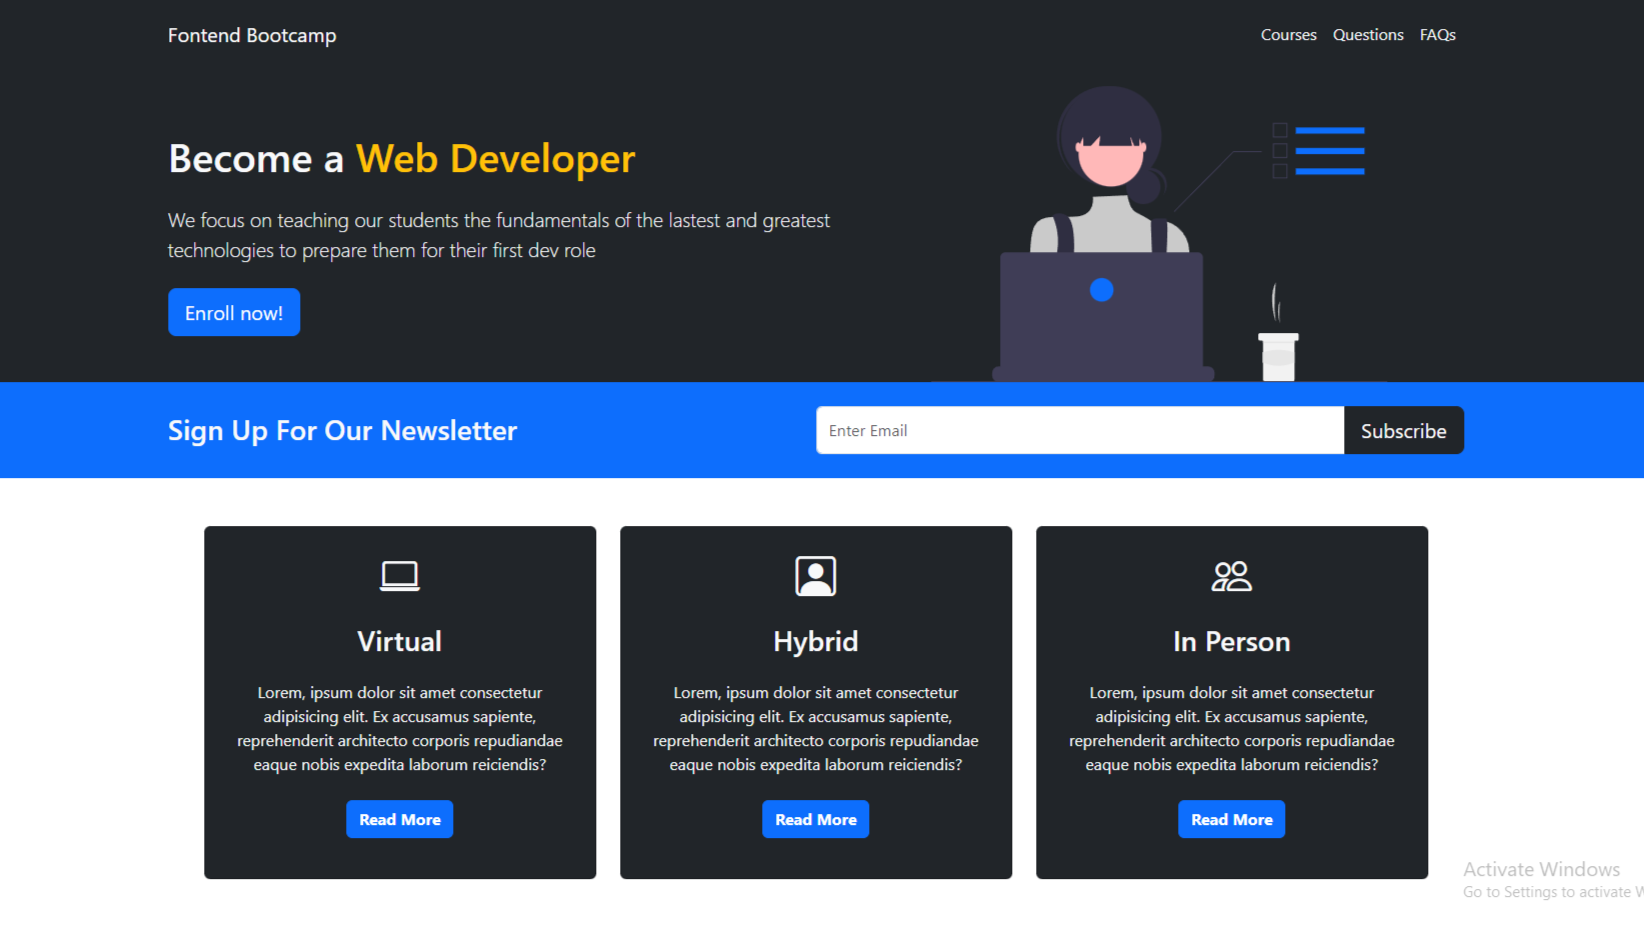 Fontend Bootcamp
Courses Questions FAQs
Become a Web Developer
We focus on teaching our students the fundamentals of the lastest and greatest
technologies to prepare them for their first dev role
Enroll now!
Sign Up For Our Newsletter
Enter Email
Subscribe
Virtual
Lorem, ipsum dolor sit amet consectetur
adipisicing elit. Ex accusamus sapiente,
reprehenderit architecto corporis repudiandae
eaque nobis expedita laborum reiciendis?
Read More
Hybrid
Lorem, ipsum dolor sit amet consectetur
adipisicing elit. Ex accusamus sapiente,
reprehenderit architecto corporis repudiandae
eaque nobis expedita laborum reiciendis?
Read More
In Person
Lorem, ipsum dolor sit amet consectetur
adipisicing elit. Ex accusamus sapiente,
reprehenderit architecto corporis repudiandae
eaque nobis expedita laborum reiciendis?
Read More
Activate Windows
Go to Settings to activate W